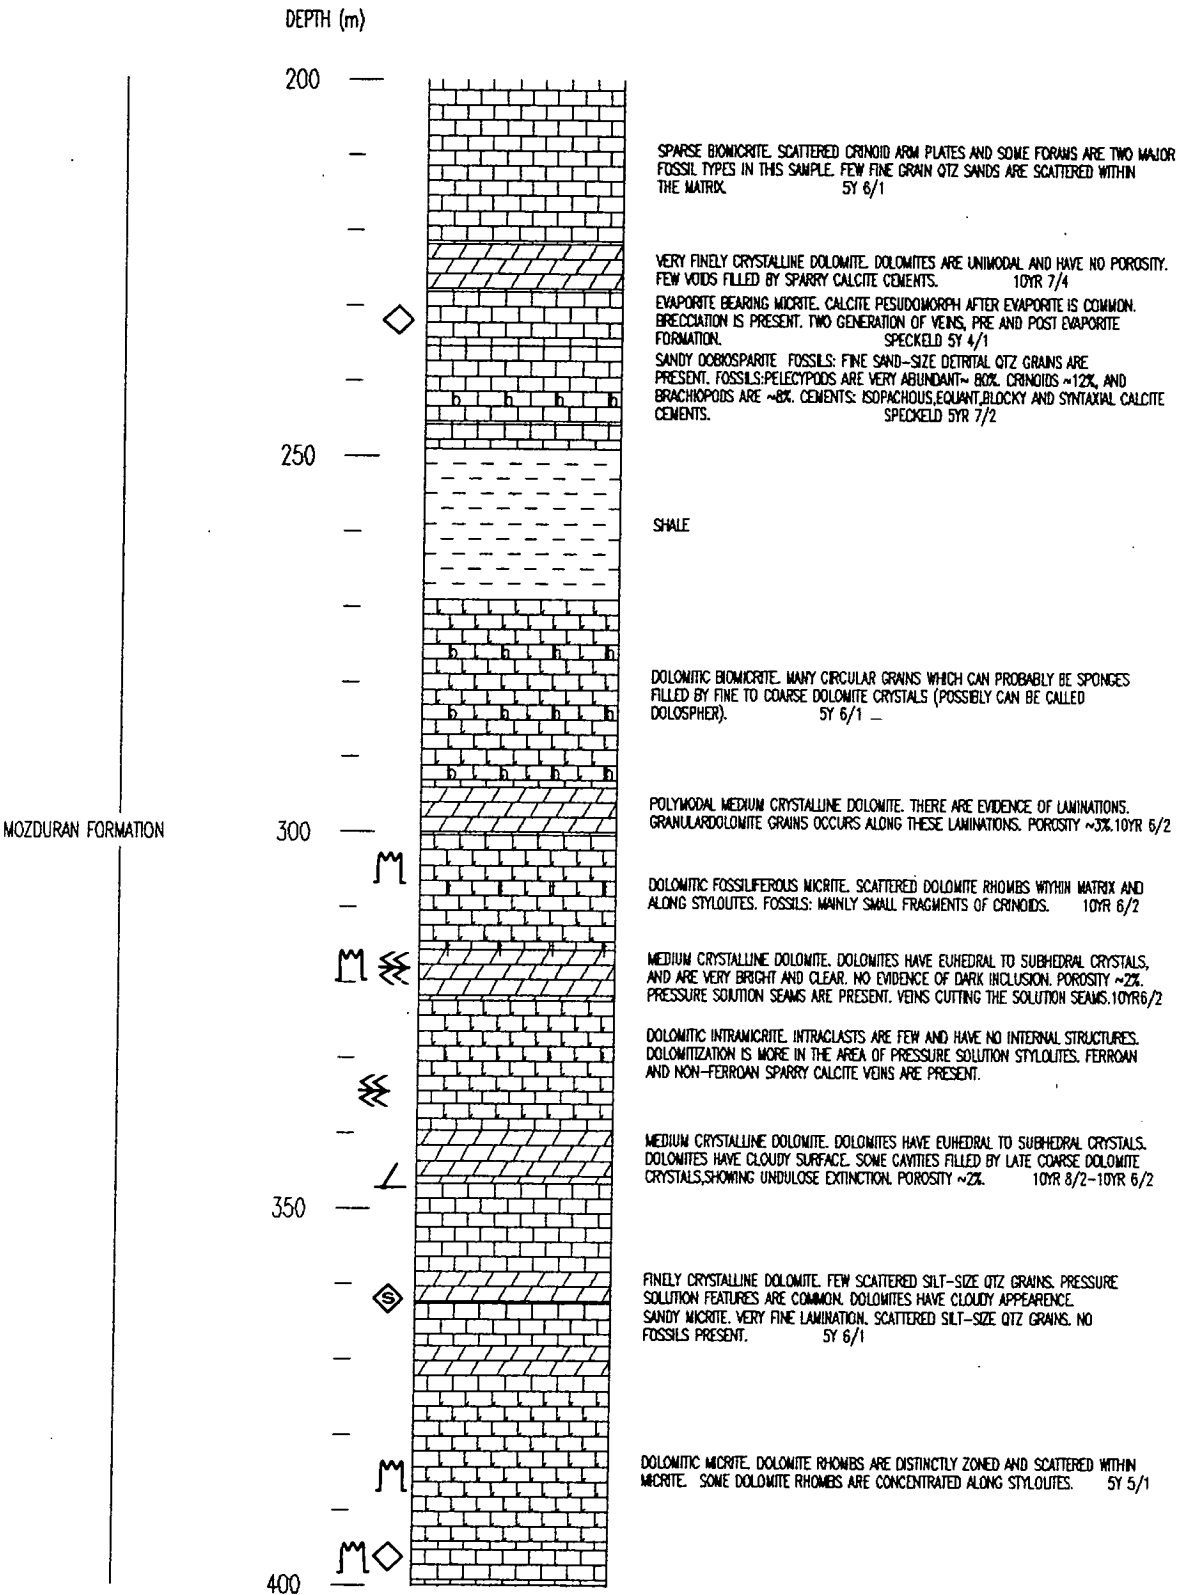 DEPTH (m)
200
SPARSE BIOMICRITE. SCATTERED CRINOID ARM PLATES AND SOME FORAMS ARE TWO MAJOR
FOSSIL TYPES IN THIS SAMPLE. FEW FINE GRAIN QTZ SANDS ARE SCATTERED WITHIN
THE MATRIX. 5Y 6/1
VERY FINELY CRYSTALLINE DOLOMITE. DOLOMITES ARE UNIMODAL AND HAVE NO POROSITY.
FEW VOIDS FILLED BY SPARRY CALCITE CEMENTS. 10YR 7/4
EVAPORITE BEARING MICRITE. CALCITE PESUDOMORPH AFTER EVAPORITE IS COMMON.
BRECCIATION IS PRESENT. TWO GENERATION OF VEINS, PRE AND POST EVAPORITE
FORMATION. SPECKELD 5Y 4/1
SANDY OOBIOSPARITE FOSSILS: FINE SAND-SIZE DETRITAL QTZ GRAINS ARE
PRESENT. FOSSILS:PELECYPODS ARE VERY ABUNDANT~ 80%. CRINOIDS ~12%, AND
BRACHIOPODS ARE ~8%. CEMENTS: ISOPACHOUS,EQUANT,BLOCKY AND SYNTAXIAL CALCITE
CEMENTS. SPECKELD 5YR 7/2
250
SHALE
DOLOMITIC BIOMICRITE. MANY CIRCULAR GRAINS WHICH CAN PROBABLY BE SPONGES
FILLED BY FINE TO COARSE DOLOMITE CRYSTALS (POSSIBLY CAN BE CALLED
DOLOSPHER). 5Y 6/1
POLYMODAL MEDIUM CRYSTALLINE DOLOMITE. THERE ARE EVIDENCE OF LAMINATIONS.
GRANULARDOLOMITE GRAINS OCCURS ALONG THESE LAMINATIONS. POROSITY ~3%.10YR 6/2
MOZDURAN FORMATION
300
DOLOMITIC FOSSILIFEROUS MICRITE. SCATTERED DOLOMITE RHOMBS WITHIN MATRIX AND
ALONG STYLOUTES. FOSSILS: MAINLY SMALL FRAGMENTS OF CRINOIDS. 10YR 6/2
MEDIUM CRYSTALLINE DOLOMITE. DOLOMITES HAVE EUHEDRAL TO SUBHEDRAL CRYSTALS,
AND ARE VERY BRIGHT AND CLEAR. NO EVIDENCE OF DARK INCLUSION. POROSITY ~2%.
PRESSURE SOLUTION SEAMS ARE PRESENT. VEINS CUTTING THE SOLUTION SEAMS.10YR6/2
DOLOMITIC INTRAMICRITE. INTRACLASTS ARE FEW AND HAVE NO INTERNAL STRUCTURES.
DOLOMITIZATION IS MORE IN THE AREA OF PRESSURE SOLUTION STYLOUTES. FERROAN
AND NON-FERROAN SPARRY CALCITE VEINS ARE PRESENT.
MEDIUM CRYSTALLINE DOLOMITE. DOLOMITES HAVE EUHEDRAL TO SUBHEDRAL CRYSTALS.
DOLOMITES HAVE CLOUDY SURFACE. SOME CAVITIES FILLED BY LATE COARSE DOLOMITE
CRYSTALS,SHOWING UNDULOSE EXTINCTION. POROSITY ~2%. 10YR 8/2-10YR 6/2
350
FINELY CRYSTALLINE DOLOMITE. FEW SCATTERED SILT-SIZE QTZ GRAINS. PRESSURE
SOLUTION FEATURES ARE COMMON. DOLOMITES HAVE CLOUDY APPEARENCE.
S
SANDY MICRITE. VERY FINE LAMINATION. SCATTERED SILT-SIZE QTZ GRAINS. NO
FOSSILS PRESENT. 5Y 6/1
DOLOMITIC MICRITE. DOLOMITE RHOMBS ARE DISTINCTLY ZONED AND SCATTERED WITHIN
MICRITE. SOME DOLOMITE RHOMBS ARE CONCENTRATED ALONG STYLOUTES. 5Y 5/1
400